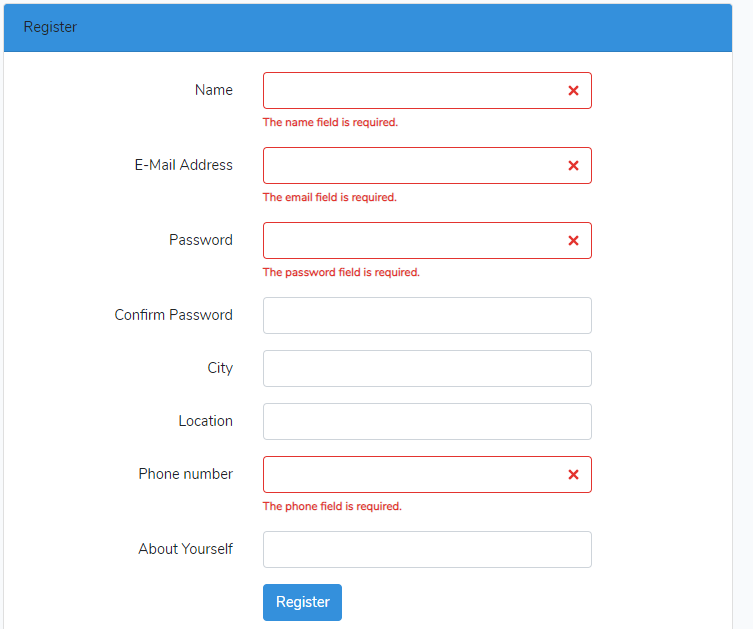 Register
Name
The name field is required.
E-Mail Address
The email field is required.
Password
The password field is required.
Confirm Password
City
Location
Phone number
The phone field is required.
About Yourself
Register